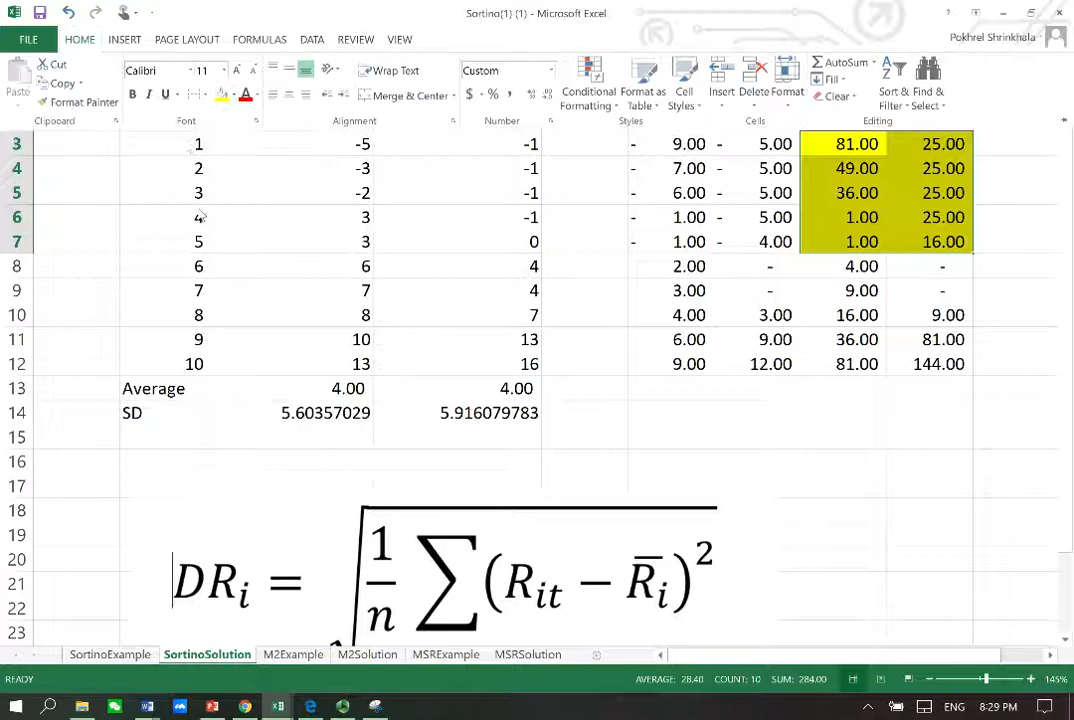 Sortino(1) (1) - Microsoft Excel
FILE HOME INSERT PAGE LAYOUT FORMULAS DATA REVIEW VIEW Pokhrel Shrinkhala
Paste Cut Copy Format Painter Clipboard
Calibri 11 A A B I U A Font
Wrap Text Merge & Center Alignment
Custom $ % , Number
Conditional Formatting Format as Table Cell Styles Styles
Insert Delete Format Cells
AutoSum Fill Clear Sort & Filter Find & Select Editing
3 1 -5 -1 - 9.00 - 5.00 81.00 25.00
4 2 -3 -1 - 7.00 - 5.00 49.00 25.00
5 3 -2 -1 - 6.00 - 5.00 36.00 25.00
6 4 3 -1 - 1.00 - 5.00 1.00 25.00
7 5 3 0 - 1.00 - 4.00 1.00 16.00
8 6 6 4 2.00 - 4.00 -
9 7 7 4 3.00 - 9.00 -
10 8 8 7 4.00 3.00 16.00 9.00
11 9 10 13 6.00 9.00 36.00 81.00
12 10 13 16 9.00 12.00 81.00 144.00
13 Average 4.00 4.00
14 SD 5.60357029 5.916079783
15
16
17
18
19
20
21
22
23
DRᵢ = √ 1/n ∑(Rᵢₜ − R̅ᵢ)²
SortinoExample SortinoSolution M2Example M2Solution MSRExample MSRSolution
READY AVERAGE: 28.40 COUNT: 10 SUM: 284.00 145%
ENG 8:29 PM